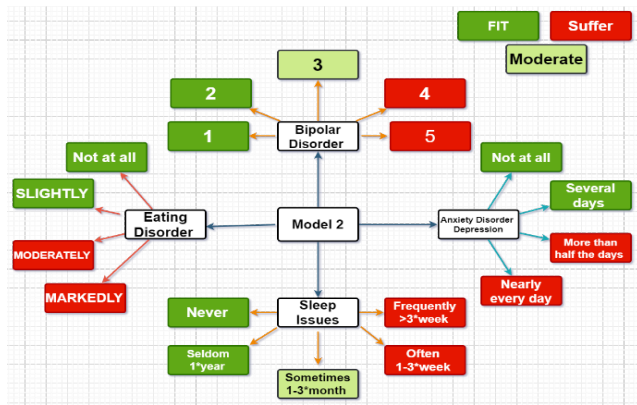 FIT
Suffer
Moderate
3
2
4
1
Bipolar
Disorder
5
Not at all
SLIGHTLY
MODERATELY
MARKEDLY
Eating
Disorder
Model 2
Anxiety Disorder
Depression
Not at all
Several
days
More than
half the days
Nearly
every day
Never
Sleep
Issues
Frequently
>3*week
Seldom
1*year
Sometimes
1-3*month
Often
1-3*week